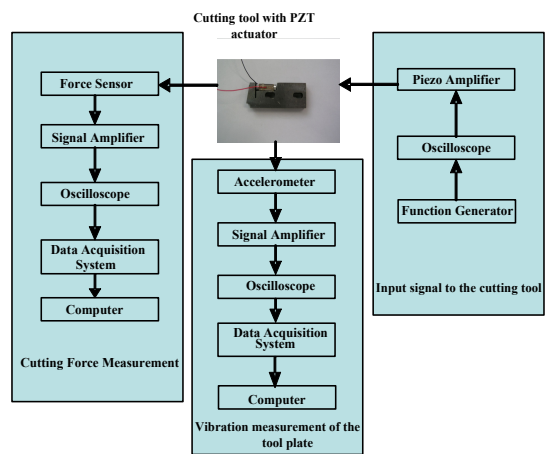 Cutting tool with PZT
actuator
Force Sensor
Signal Amplifier
Oscilloscope
Data Acquisition
System
Computer
Cutting Force Measurement
Accelerometer
Signal Amplifier
Oscilloscope
Data Acquisition
System
Computer
Vibration measurement of the
tool plate
Piezo Amplifier
Oscilloscope
Function Generator
Input signal to the cutting tool